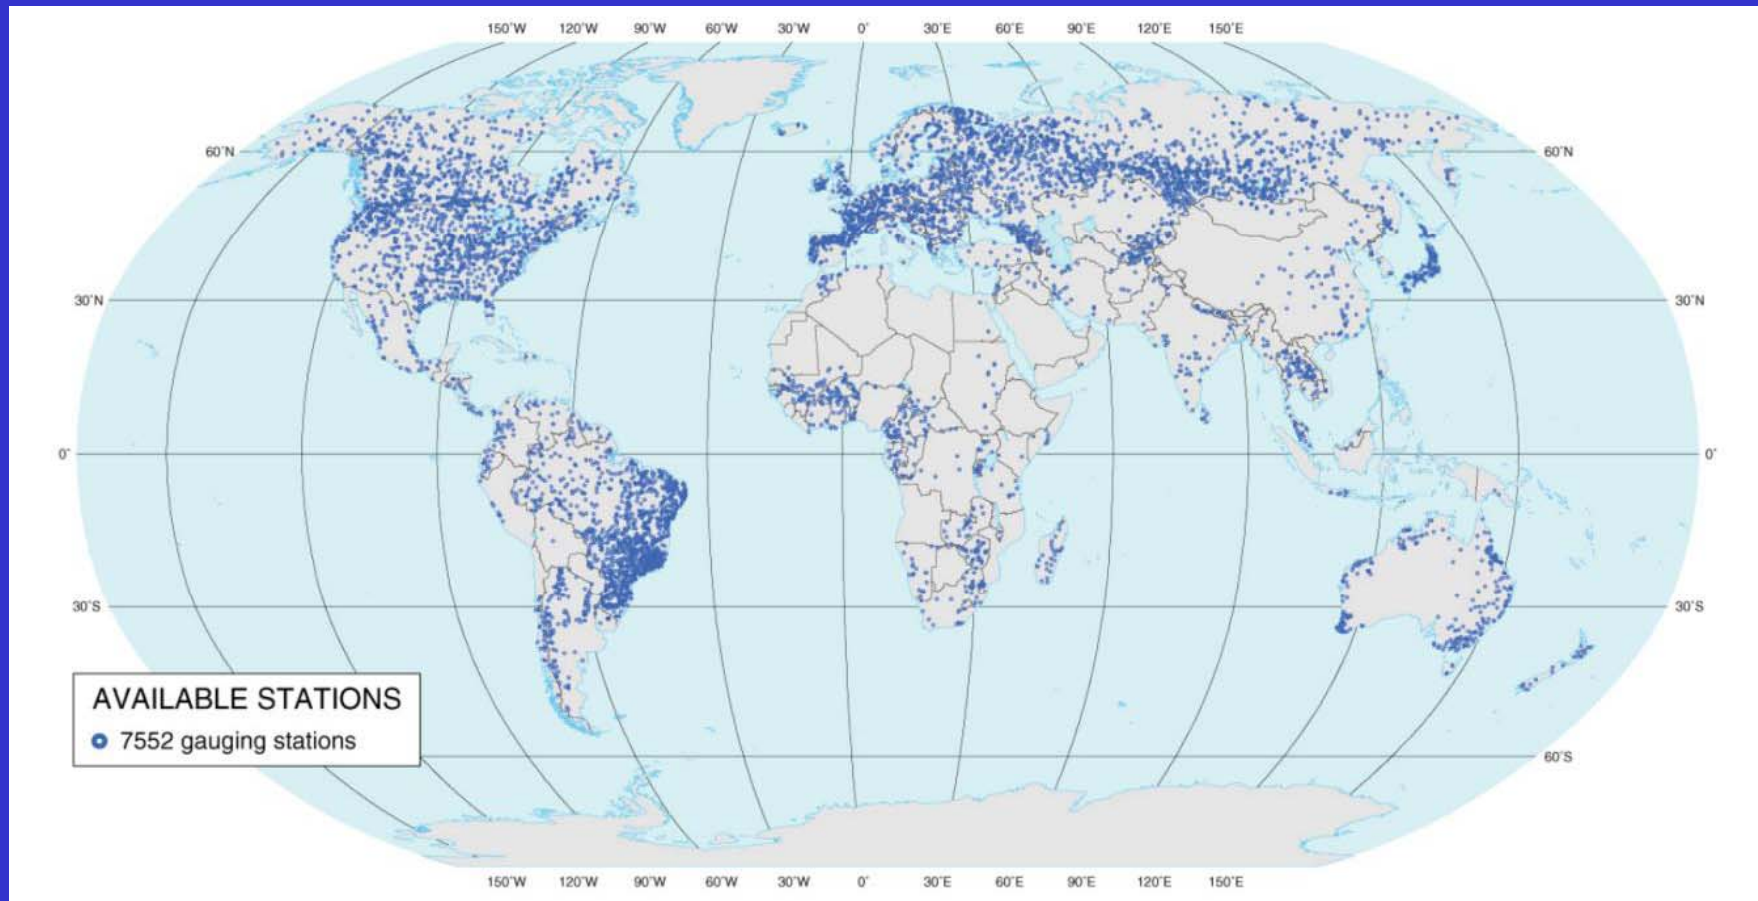 150˚W 120˚W 90˚W 60˚W 30˚W 0˚ 30˚E 60˚E 90˚E 120˚E 150˚E
60˚N 60˚N
30˚N 30˚N
0˚ 0˚
30˚S 30˚S
AVAILABLE STATIONS
7552 gauging stations
60˚S
150˚W 120˚W 90˚W 60˚W 30˚W 0˚ 30˚E 60˚E 90˚E 120˚E 150˚E